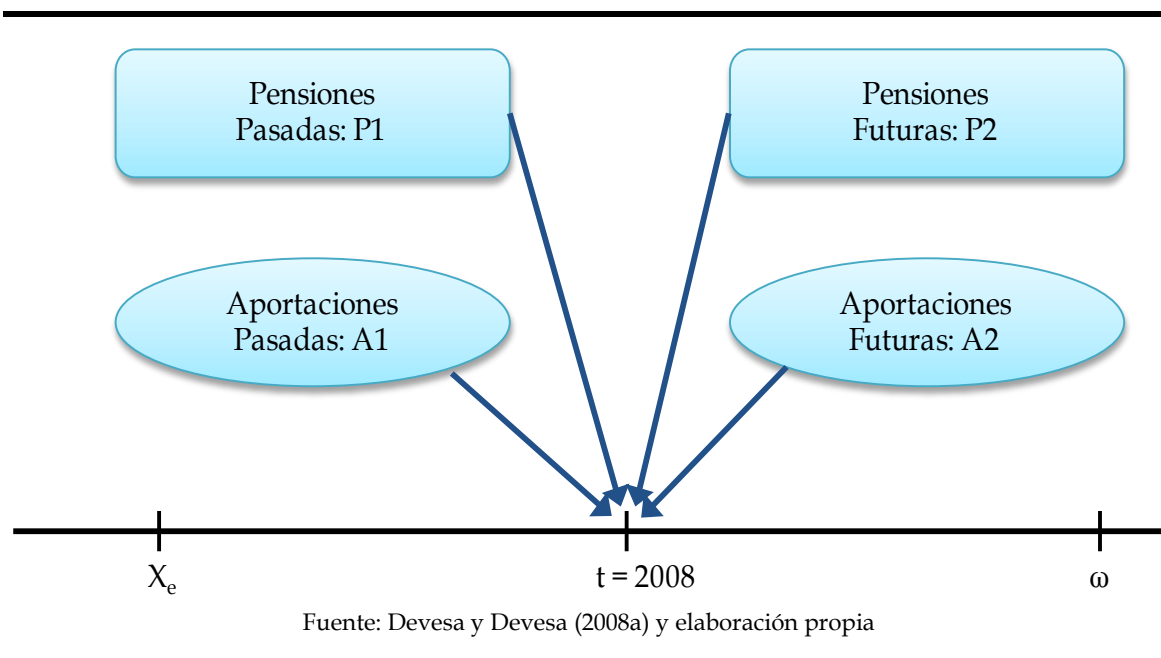 Pensiones
Pasadas: P1
Pensiones
Futuras: P2
Aportaciones
Pasadas: A1
Aportaciones
Futuras: A2
Xe
t = 2008
ω
Fuente: Devesa y Devesa (2008a) y elaboración propia